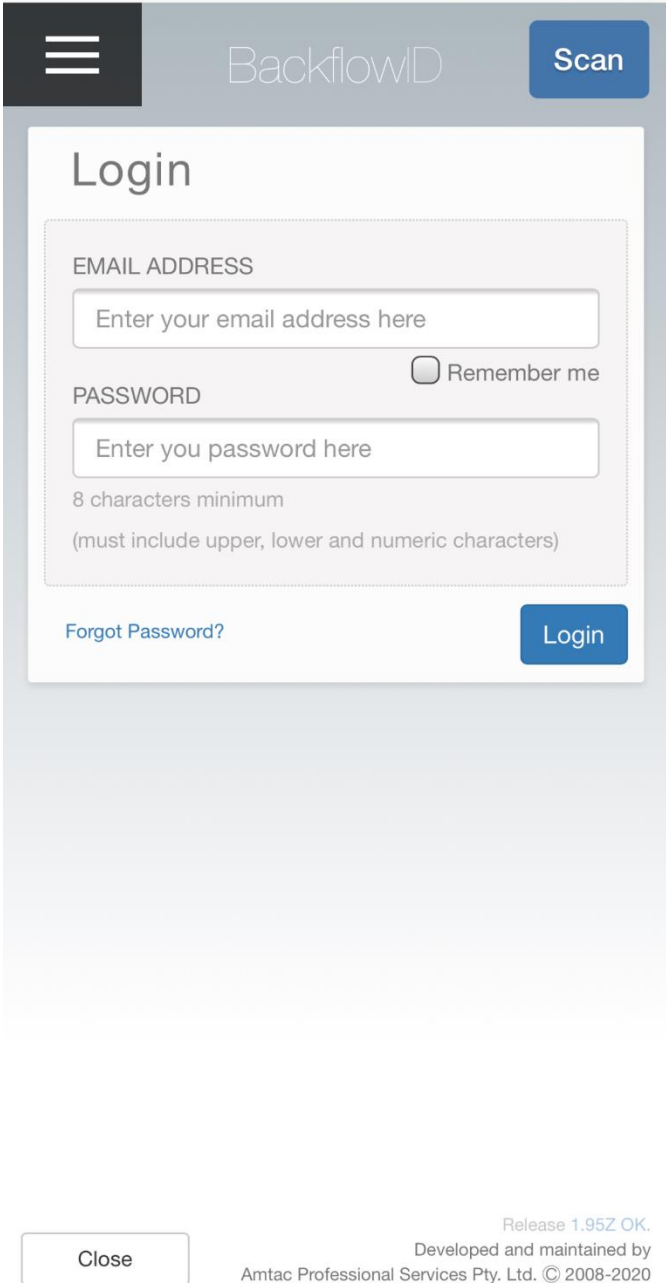 BackflowID
Scan
Login
EMAIL ADDRESS
Enter your email address here
Remember me
PASSWORD
Enter you password here
8 characters minimum
(must include upper, lower and numeric characters)
Forgot Password?
Login
Release 1.95Z OK.
Close
Developed and maintained by
Amtac Professional Services Pty. Ltd. © 2008-2020